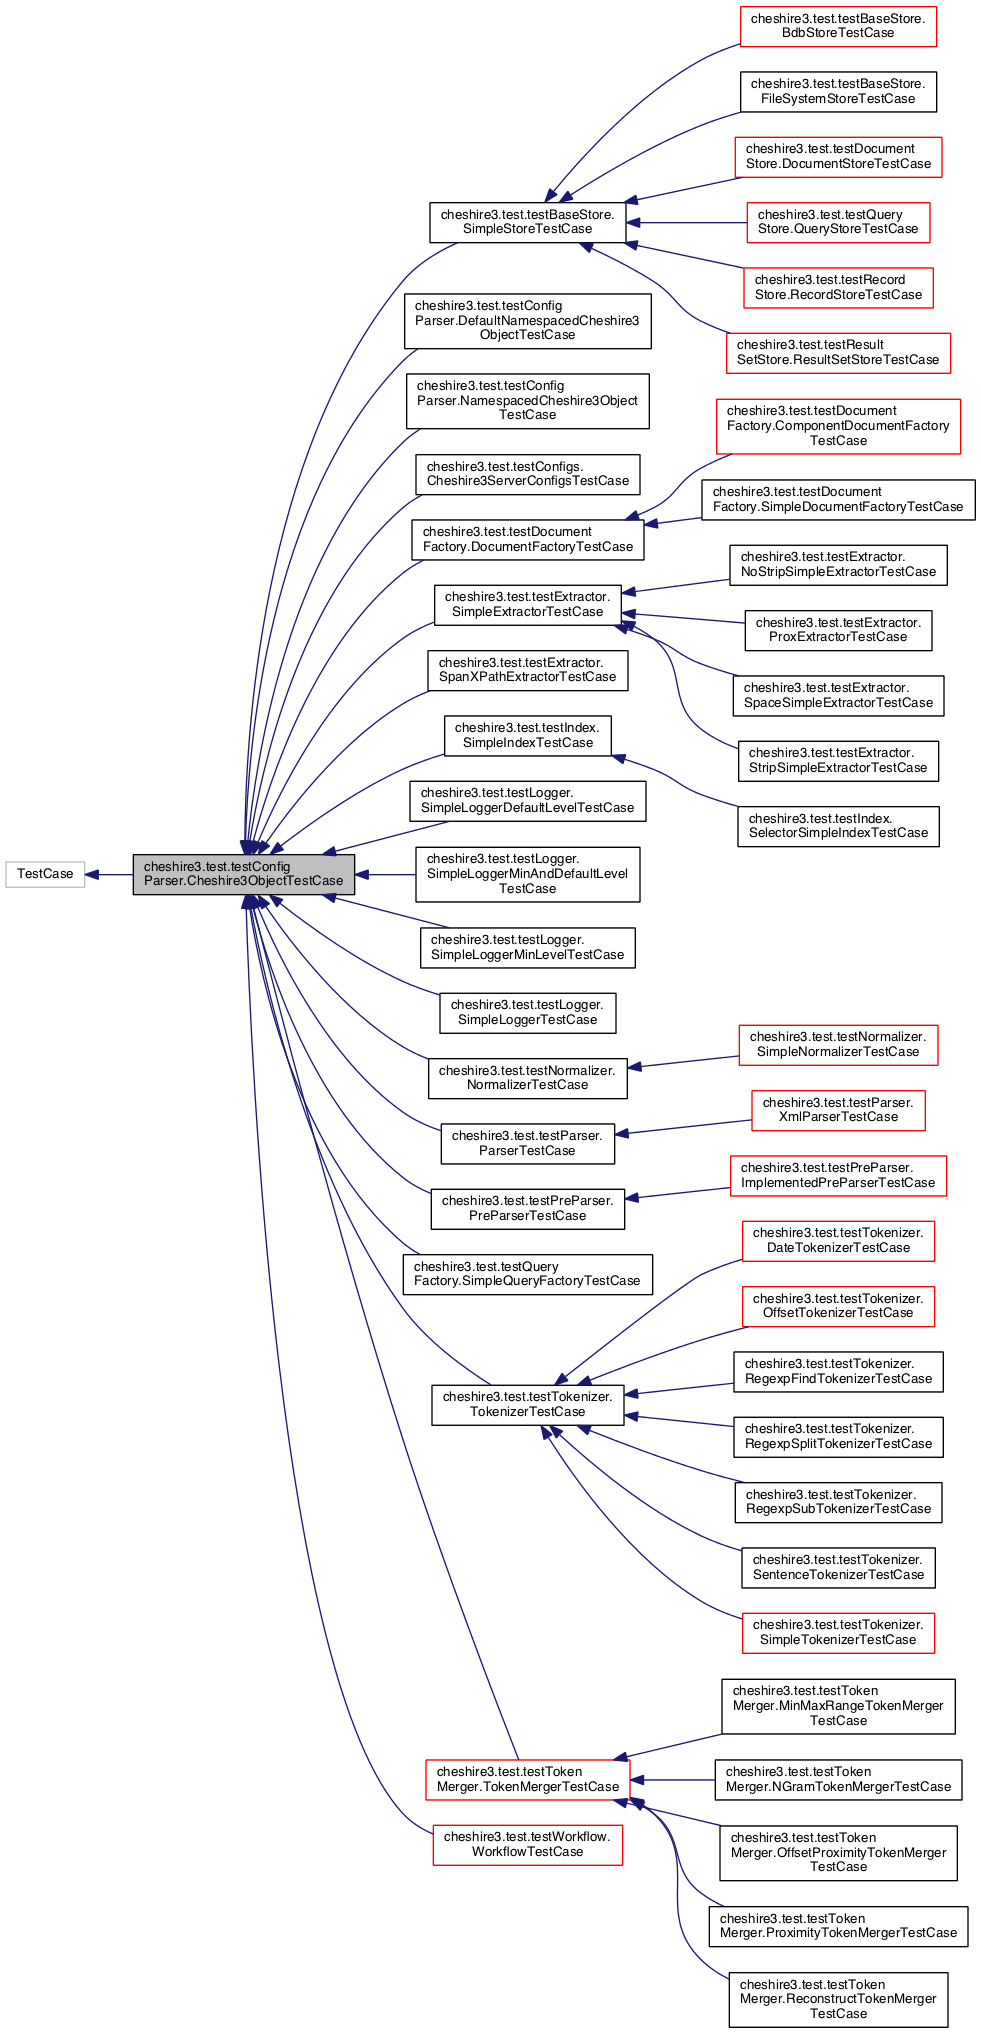 cheshire3.test.testBaseStore.
BdbStoreTestCase
cheshire3.test.testBaseStore.
FileSystemStoreTestCase
cheshire3.test.testDocument
Store.DocumentStoreTestCase
cheshire3.test.testBaseStore.
SimpleStoreTestCase
cheshire3.test.testQuery
Store.QueryStoreTestCase
cheshire3.test.testRecord
Store.RecordStoreTestCase
cheshire3.test.testConfig
Parser.DefaultNamespacedCheshire3
ObjectTestCase
cheshire3.test.testResult
SetStore.ResultSetStoreTestCase
cheshire3.test.testConfig
Parser.NamespacedCheshire3Object
TestCase
cheshire3.test.testDocument
Factory.ComponentDocumentFactory
TestCase
cheshire3.test.testConfigs.
Cheshire3ServerConfigsTestCase
cheshire3.test.testDocument
Factory.SimpleDocumentFactoryTestCase
cheshire3.test.testDocument
Factory.DocumentFactoryTestCase
cheshire3.test.testExtractor.
NoStripSimpleExtractorTestCase
cheshire3.test.testExtractor.
SimpleExtractorTestCase
cheshire3.test.testExtractor.
ProxExtractorTestCase
cheshire3.test.testExtractor.
SpanXPathExtractorTestCase
cheshire3.test.testExtractor.
SpaceSimpleExtractorTestCase
cheshire3.test.testIndex.
SimpleIndexTestCase
cheshire3.test.testExtractor.
StripSimpleExtractorTestCase
cheshire3.test.testLogger.
SimpleLoggerDefaultLevelTestCase
cheshire3.test.testIndex.
SelectorSimpleIndexTestCase
TestCase
cheshire3.test.testConfig
Parser.Cheshire3ObjectTestCase
cheshire3.test.testLogger.
SimpleLoggerMinAndDefaultLevel
TestCase
cheshire3.test.testLogger.
SimpleLoggerMinLevelTestCase
cheshire3.test.testLogger.
SimpleLoggerTestCase
cheshire3.test.testNormalizer.
SimpleNormalizerTestCase
cheshire3.test.testNormalizer.
NormalizerTestCase
cheshire3.test.testParser.
XmlParserTestCase
cheshire3.test.testParser.
ParserTestCase
cheshire3.test.testPreParser.
ImplementedPreParserTestCase
cheshire3.test.testPreParser.
PreParserTestCase
cheshire3.test.testTokenizer.
DateTokenizerTestCase
cheshire3.test.testQuery
Factory.SimpleQueryFactoryTestCase
cheshire3.test.testTokenizer.
OffsetTokenizerTestCase
cheshire3.test.testTokenizer.
RegexpFindTokenizerTestCase
cheshire3.test.testTokenizer.
TokenizerTestCase
cheshire3.test.testTokenizer.
RegexpSplitTokenizerTestCase
cheshire3.test.testTokenizer.
RegexpSubTokenizerTestCase
cheshire3.test.testTokenizer.
SentenceTokenizerTestCase
cheshire3.test.testTokenizer.
SimpleTokenizerTestCase
cheshire3.test.testToken
Merger.MinMaxRangeTokenMerger
TestCase
cheshire3.test.testToken
Merger.TokenMergerTestCase
cheshire3.test.testToken
Merger.NGramTokenMergerTestCase
cheshire3.test.testWorkflow.
WorkflowTestCase
cheshire3.test.testToken
Merger.OffsetProximityTokenMerger
TestCase
cheshire3.test.testToken
Merger.ProximityTokenMergerTestCase
cheshire3.test.testToken
Merger.ReconstructTokenMerger
TestCase